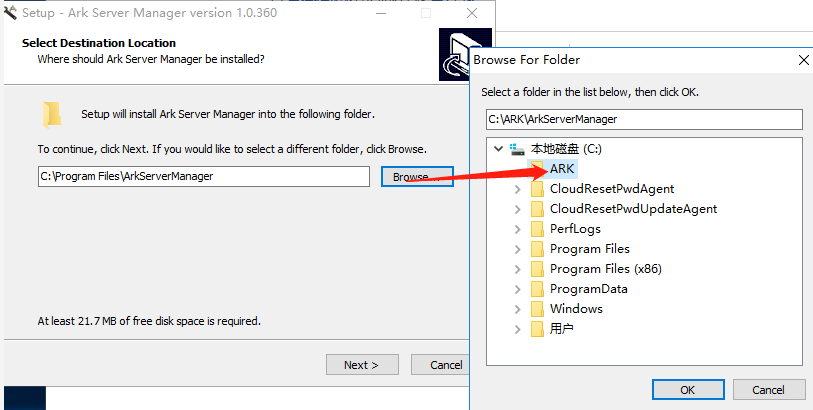 Setup - Ark Server Manager version 1.0.360
Select Destination Location
Where should Ark Server Manager be installed?
Setup will install Ark Server Manager into the following folder.
To continue, click Next. If you would like to select a different folder, click Browse.
C:\Program Files\ArkServerManager
Browse...
At least 21.7 MB of free disk space is required.
Next >
Cancel
Browse For Folder
Select a folder in the list below, then click OK.
C:\ARK\ArkServerManager
本地磁盘 (C:)
ARK
CloudResetPwdAgent
CloudResetPwdUpdateAgent
PerfLogs
Program Files
Program Files (x86)
ProgramData
Windows
用户
OK
Cancel